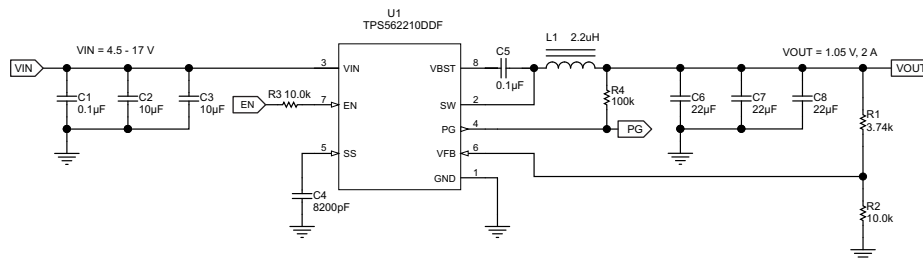 U1
TPS562210DDF
VIN = 4.5 - 17 V
VIN
C1
0.1µF
C2
10µF
C3
10µF
EN
R3 10.0k
C4
8200pF
3 VIN
7 EN
5 SS
VBST 8
SW 2
PG 4
VFB 6
GND 1
C5
0.1µF
L1 2.2uH
R4
100k
PG
VOUT = 1.05 V, 2 A
VOUT
C6
22µF
C7
22µF
C8
22µF
R1
3.74k
R2
10.0k